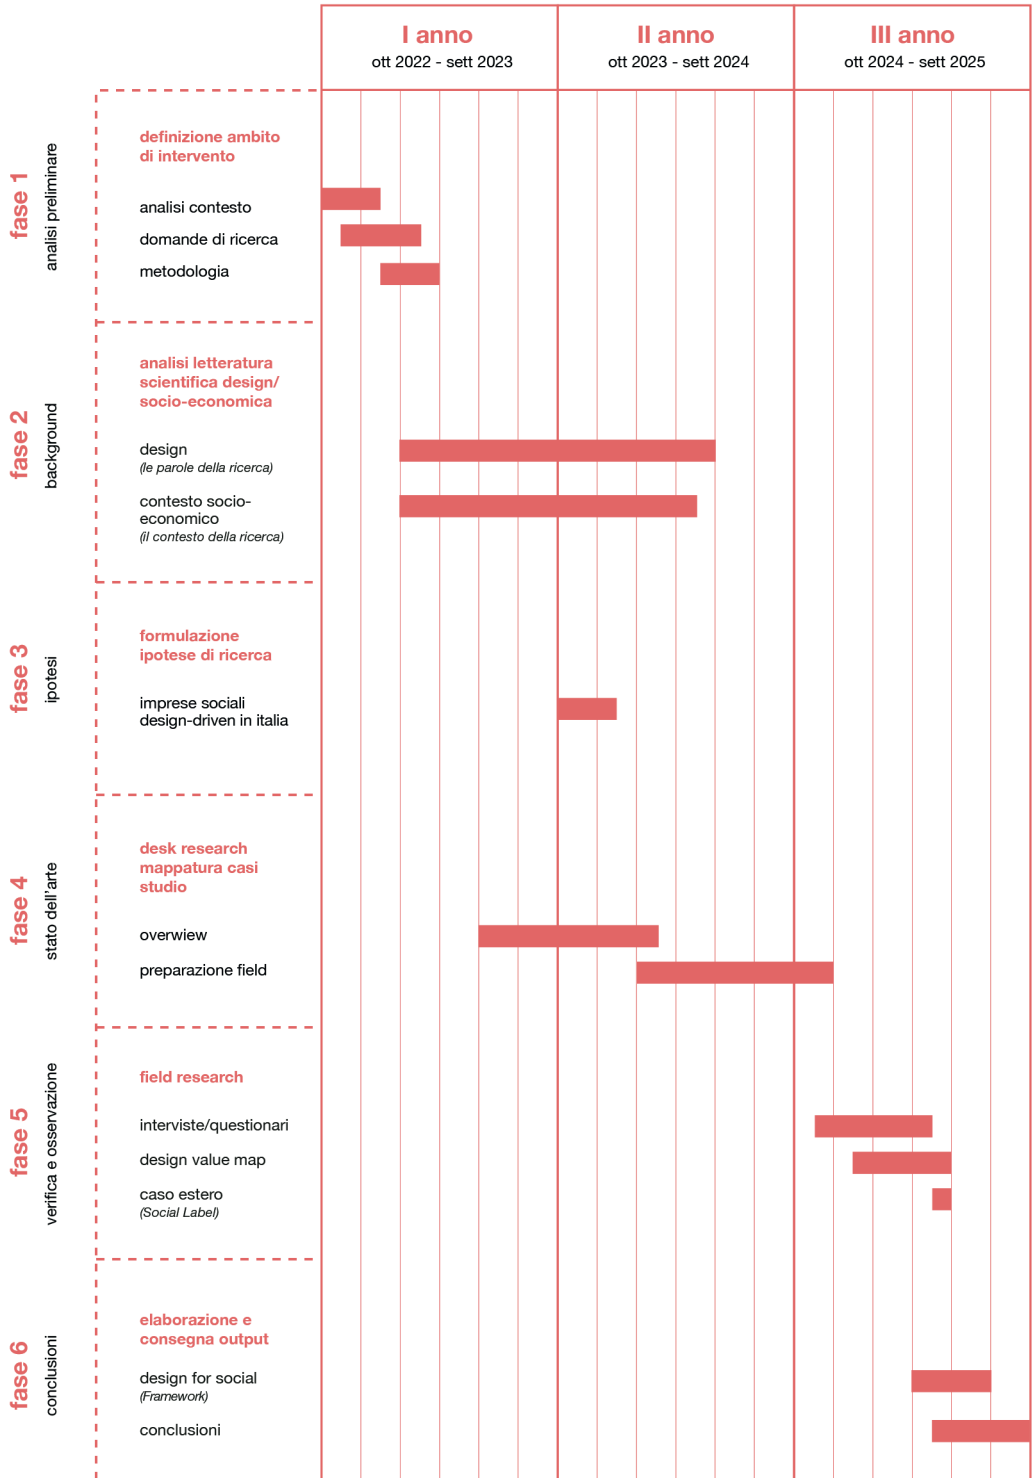 I anno
ott 2022 - sett 2023
II anno
ott 2023 - sett 2024
III anno
ott 2024 - sett 2025
fase 1
analisi preliminare
definizione ambito
di intervento
analisi contesto
domande di ricerca
metodologia
fase 2
background
analisi letteratura
scientifica design/
socio-economica
design
(le parole della ricerca)
contesto socio-
economico
(il contesto della ricerca)
fase 3
ipotesi
formulazione
ipotese di ricerca
imprese sociali
design-driven in italia
fase 4
stato dell'arte
desk research
mappatura casi
studio
overwiew
preparazione field
fase 5
verifica e osservazione
field research
interviste/questionari
design value map
caso estero
(Social Label)
fase 6
conclusioni
elaborazione e
consegna output
design for social
(Framework)
conclusioni